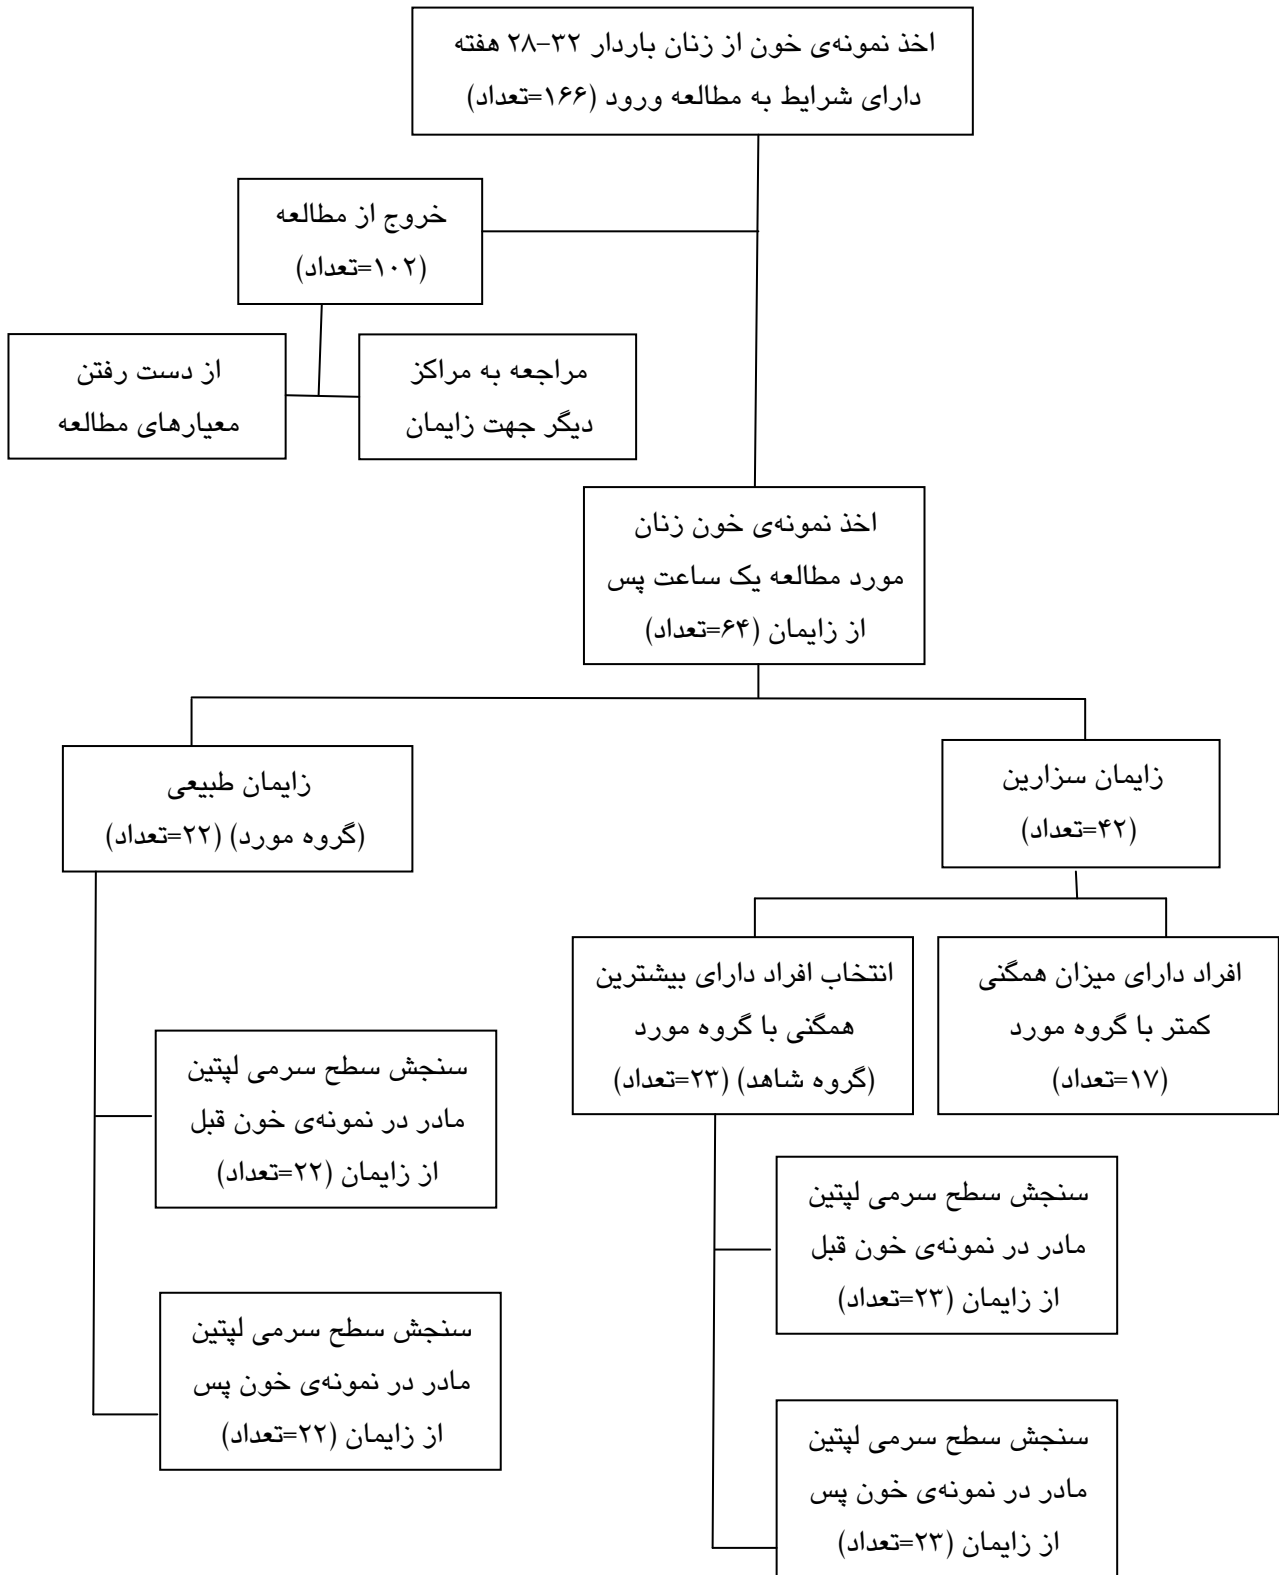 اخذ نمونه‌ی خون از زنان باردار ۳۲-۲۸ هفته
دارای شرایط به مطالعه ورود (۱۶۶=تعداد)
خروج از مطالعه
(۱۰۲=تعداد)
مراجعه به مراکز
دیگر جهت زایمان
از دست رفتن
معیارهای مطالعه
اخذ نمونه‌ی خون زنان
مورد مطالعه یک ساعت پس
از زایمان (۶۴=تعداد)
زایمان سزارین
(۴۲=تعداد)
زایمان طبیعی
(گروه مورد) (۲۲=تعداد)
افراد دارای میزان همگنی
کمتر با گروه مورد
(۱۷=تعداد)
انتخاب افراد دارای بیشترین
همگنی با گروه مورد
(گروه شاهد) (۲۳=تعداد)
سنجش سطح سرمی لپتین
مادر در نمونه‌ی خون قبل
از زایمان (۲۲=تعداد)
سنجش سطح سرمی لپتین
مادر در نمونه‌ی خون قبل
از زایمان (۲۳=تعداد)
سنجش سطح سرمی لپتین
مادر در نمونه‌ی خون پس
از زایمان (۲۲=تعداد)
سنجش سطح سرمی لپتین
مادر در نمونه‌ی خون پس
از زایمان (۲۳=تعداد)